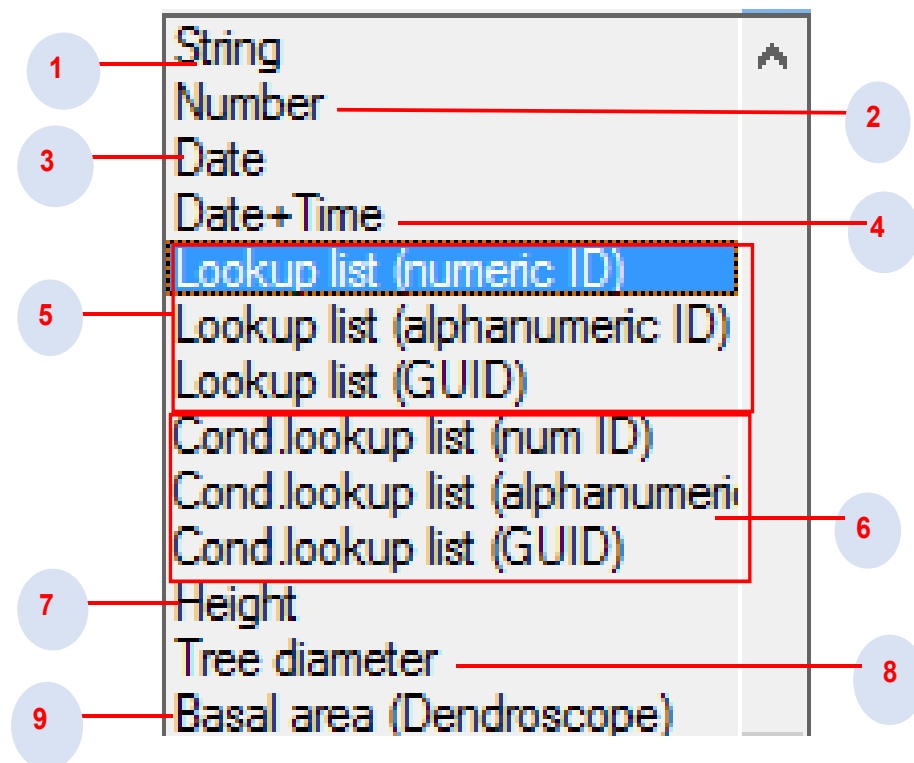 1 String
Number 2
3 Date
Date+Time 4
Lookup list (numeric ID)
5 Lookup list (alphanumeric ID)
Lookup list (GUID)
Cond.lookup list (num ID)
Cond.lookup list (alphanumeri
Cond.lookup list (GUID) 6
7 Height
Tree diameter 8
9 Basal area (Dendroscope)